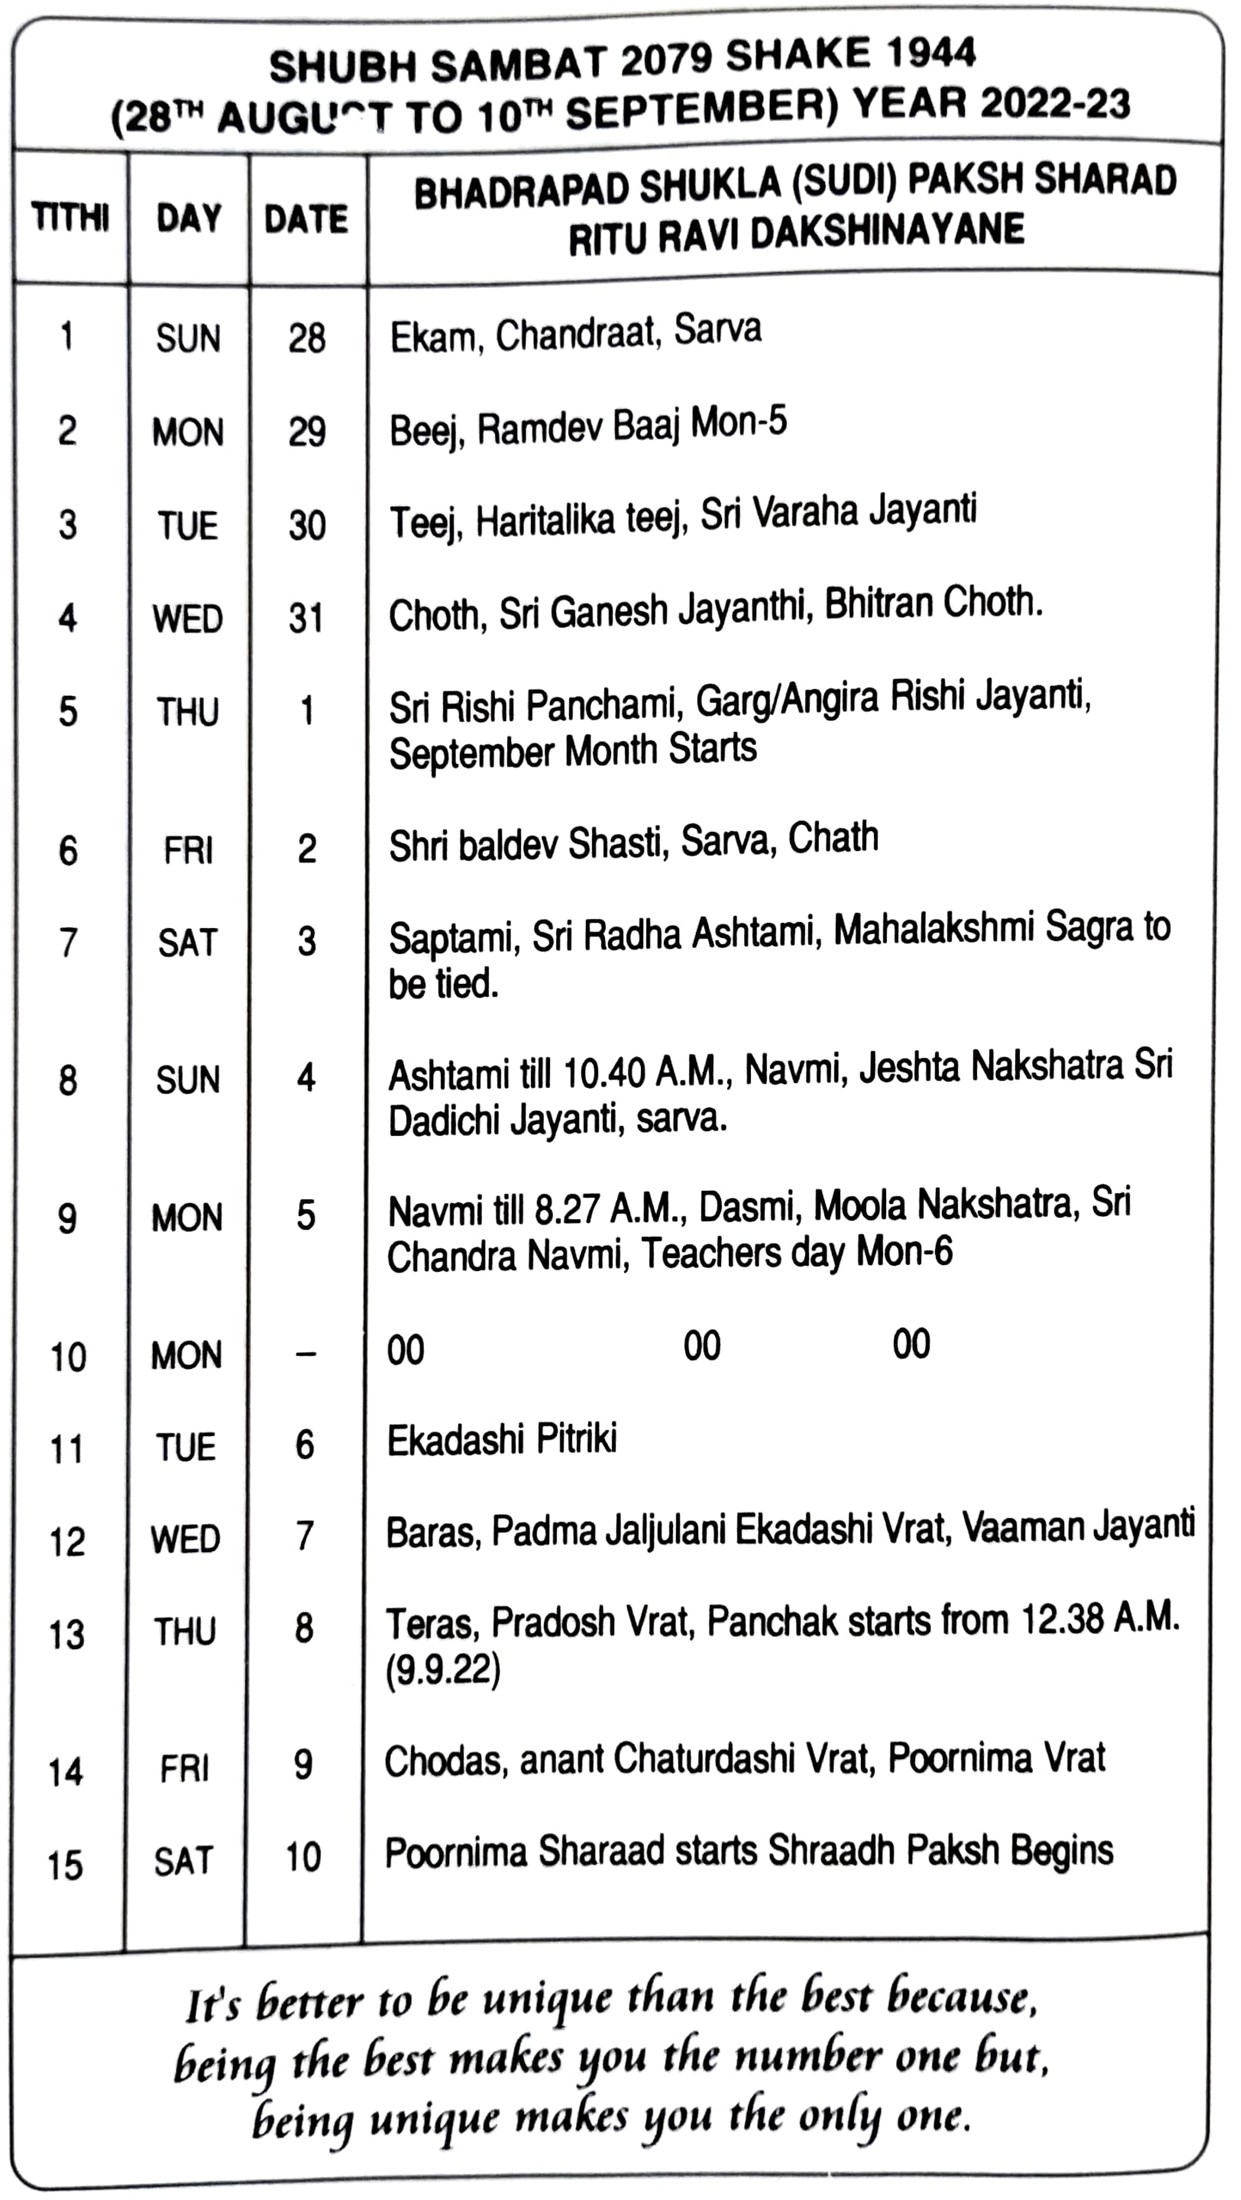 SHUBH SAMBAT 2079 SHAKE 1944
(28TH AUGUST TO 10TH SEPTEMBER) YEAR 2022-23
TITHI DAY DATE BHADRAPAD SHUKLA (SUDI) PAKSH SHARAD
RITU RAVI DAKSHINAYANE
1 SUN 28 Ekam, Chandraat, Sarva
2 MON 29 Beej, Ramdev Baaj Mon-5
3 TUE 30 Teej, Haritalika teej, Sri Varaha Jayanti
4 WED 31 Choth, Sri Ganesh Jayanthi, Bhitran Choth.
5 THU 1 Sri Rishi Panchami, Garg/Angira Rishi Jayanti,
September Month Starts
6 FRI 2 Shri baldev Shasti, Sarva, Chath
7 SAT 3 Saptami, Sri Radha Ashtami, Mahalakshmi Sagra to
be tied.
8 SUN 4 Ashtami till 10.40 A.M., Navmi, Jeshta Nakshatra Sri
Dadichi Jayanti, sarva.
9 MON 5 Navmi till 8.27 A.M., Dasmi, Moola Nakshatra, Sri
Chandra Navmi, Teachers day Mon-6
10 MON – 00 00 00
11 TUE 6 Ekadashi Pitriki
12 WED 7 Baras, Padma Jaljulani Ekadashi Vrat, Vaaman Jayanti
13 THU 8 Teras, Pradosh Vrat, Panchak starts from 12.38 A.M.
(9.9.22)
14 FRI 9 Chodas, anant Chaturdashi Vrat, Poornima Vrat
15 SAT 10 Poornima Sharaad starts Shraadh Paksh Begins
It's better to be unique than the best because,
being the best makes you the number one but,
being unique makes you the only one.